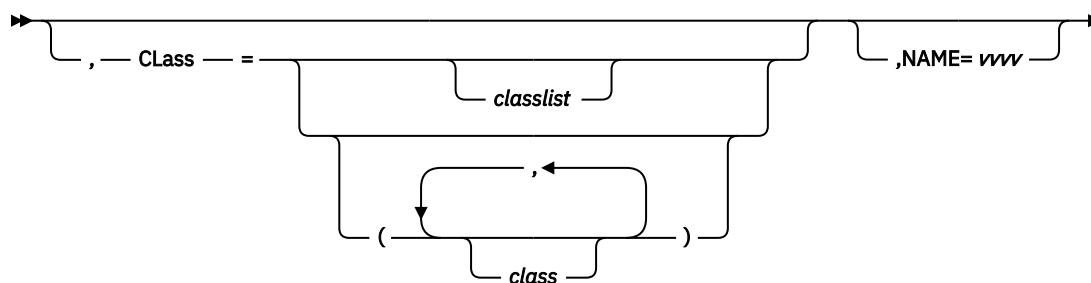 , CLass = ,NAME= vvvv
classlist
,
( )
class